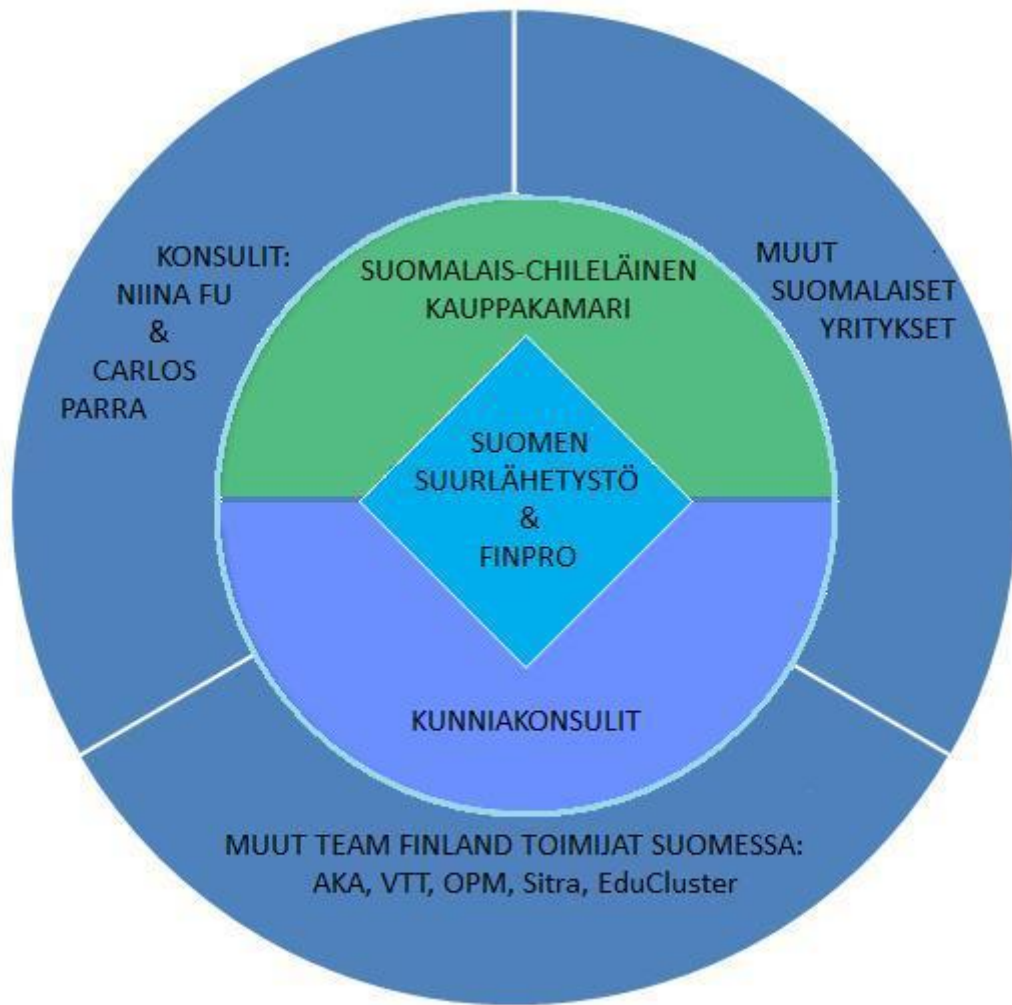 KONSULIT:
NIINA FU
&
CARLOS
PARRA
SUOMALAIS-CHILELÄINEN
KAUPPAKAMARI
MUUT
SUOMALAISET
YRITYKSET
SUOMEN
SUURLÄHETYSTÖ
&
FINPRO
KUNNIAKONSULIT
MUUT TEAM FINLAND TOIMIJAT SUOMESSA:
AKA, VTT, OPM, Sitra, EduCluster